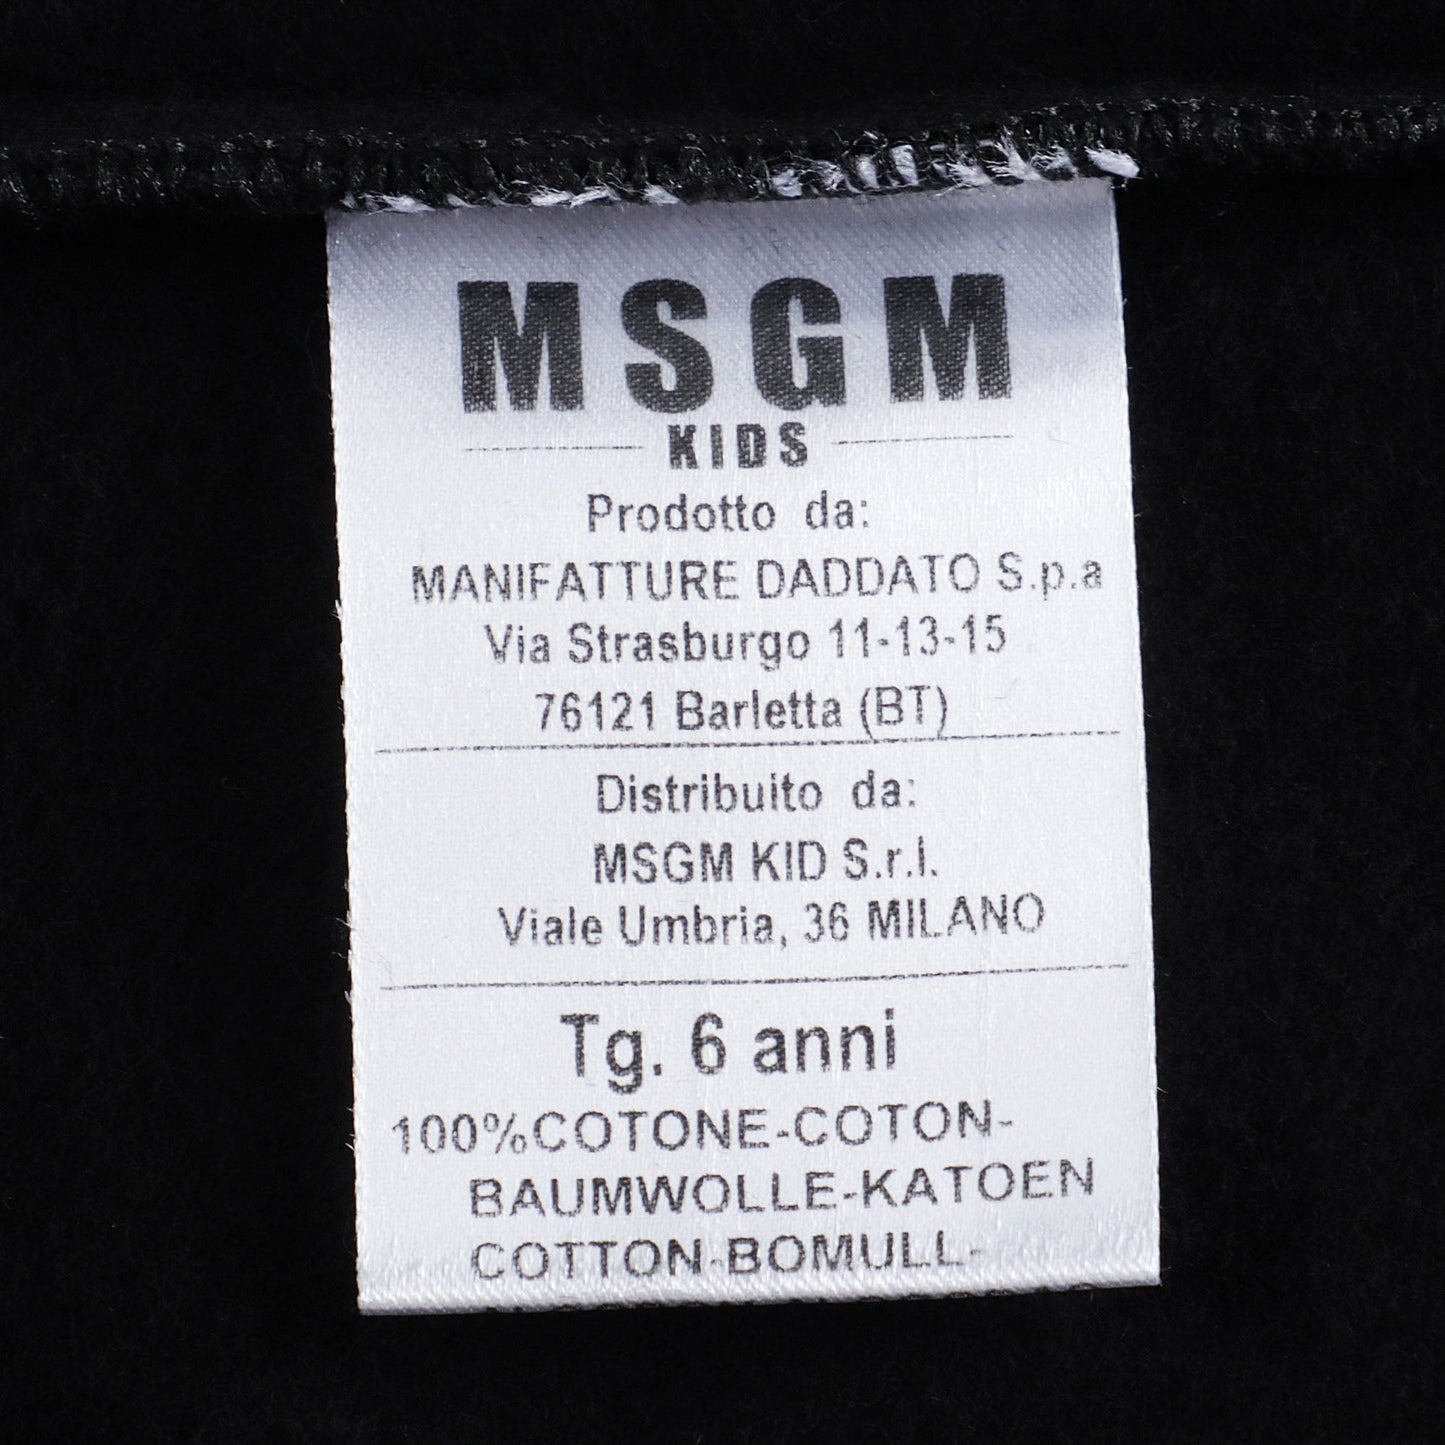 MSGM
KIDS
Prodotto da:
MANIFATTURE DADDATO S.p.a
Via Strasburgo 11-13-15
76121 Barletta (BT)
Distribuito da:
MSGM KID S.r.l.
Viale Umbria, 36 MILANO
Tg. 6 anni
100%COTONE-COTON-
BAUMWOLLE-KATOEN
COTTON-BOMULL-